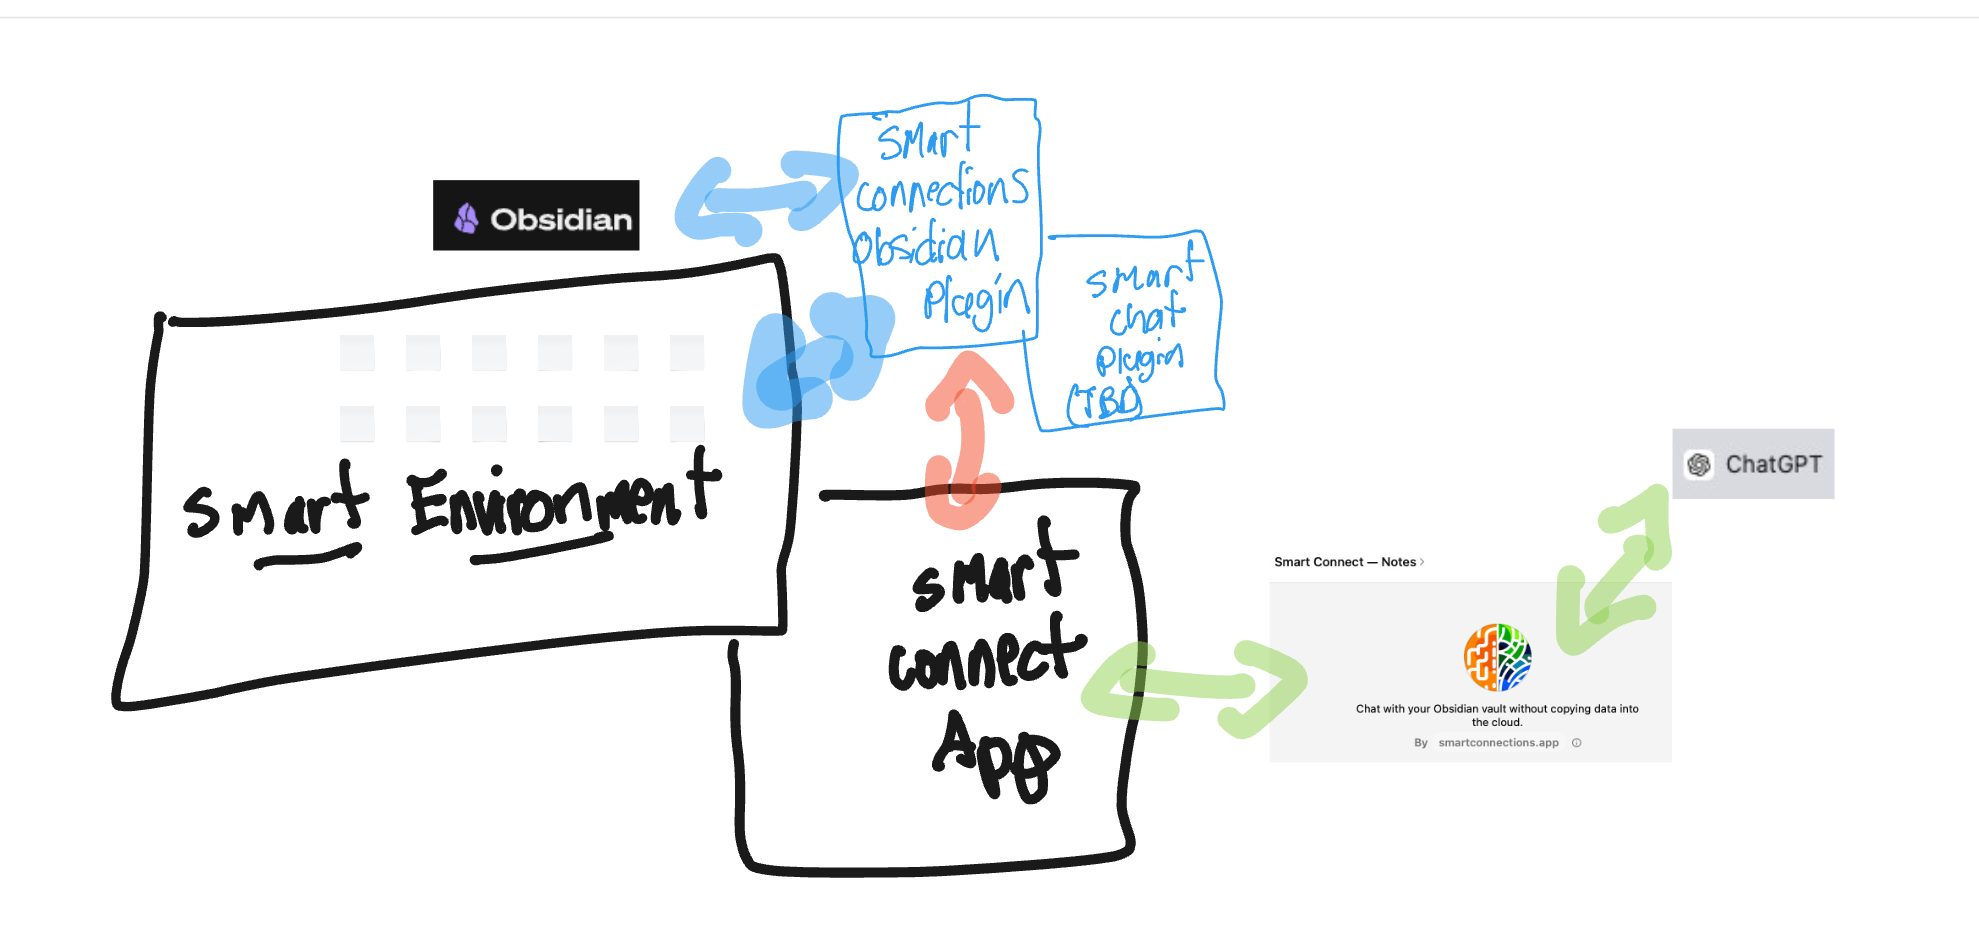 Obsidian
smart
connections
Obsidian
Plugin
smart
chat
plugin
(TBD)
Smart Environment
smart
connect
App
ChatGPT
Smart Connect — Notes >
Chat with your Obsidian vault without copying data into
the cloud.
By smartconnections.app